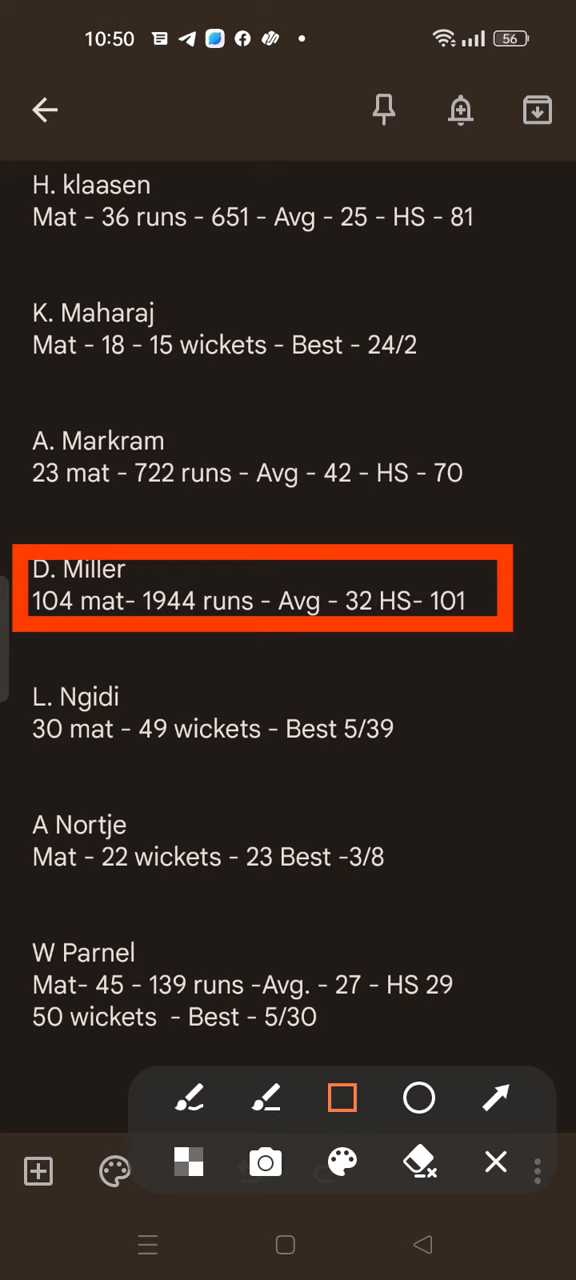 10:50
56
H. klaasen
Mat - 36 runs - 651 - Avg - 25 - HS - 81
K. Maharaj
Mat - 18 - 15 wickets - Best - 24/2
A. Markram
23 mat - 722 runs - Avg - 42 - HS - 70
D. Miller
104 mat- 1944 runs - Avg - 32 HS- 101
L. Ngidi
30 mat - 49 wickets - Best 5/39
A Nortje
Mat - 22 wickets - 23 Best -3/8
W Parnel
Mat- 45 - 139 runs -Avg. - 27 - HS 29
50 wickets  - Best - 5/30